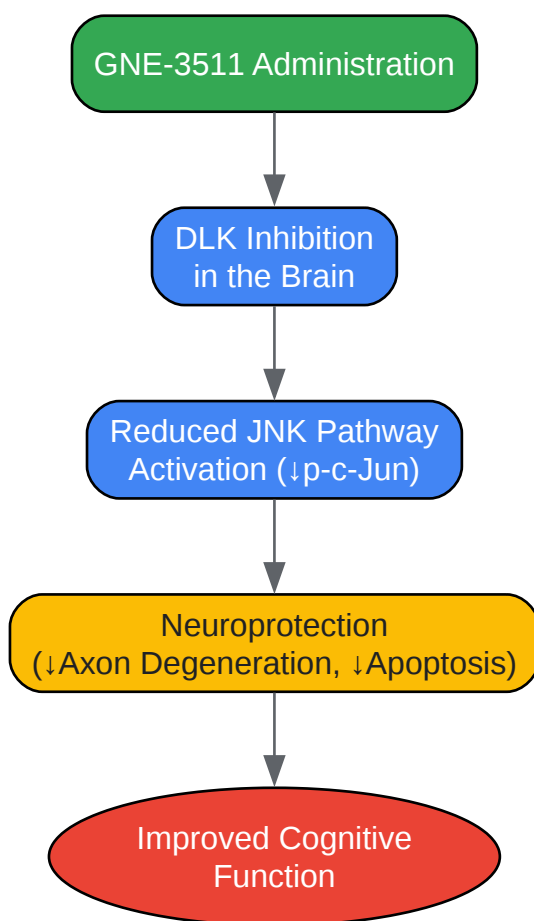 GNE-3511 Administration
DLK Inhibition
in the Brain
Reduced JNK Pathway
Activation (↓p-c-Jun)
Neuroprotection
(↓Axon Degeneration, ↓Apoptosis)
Improved Cognitive
Function